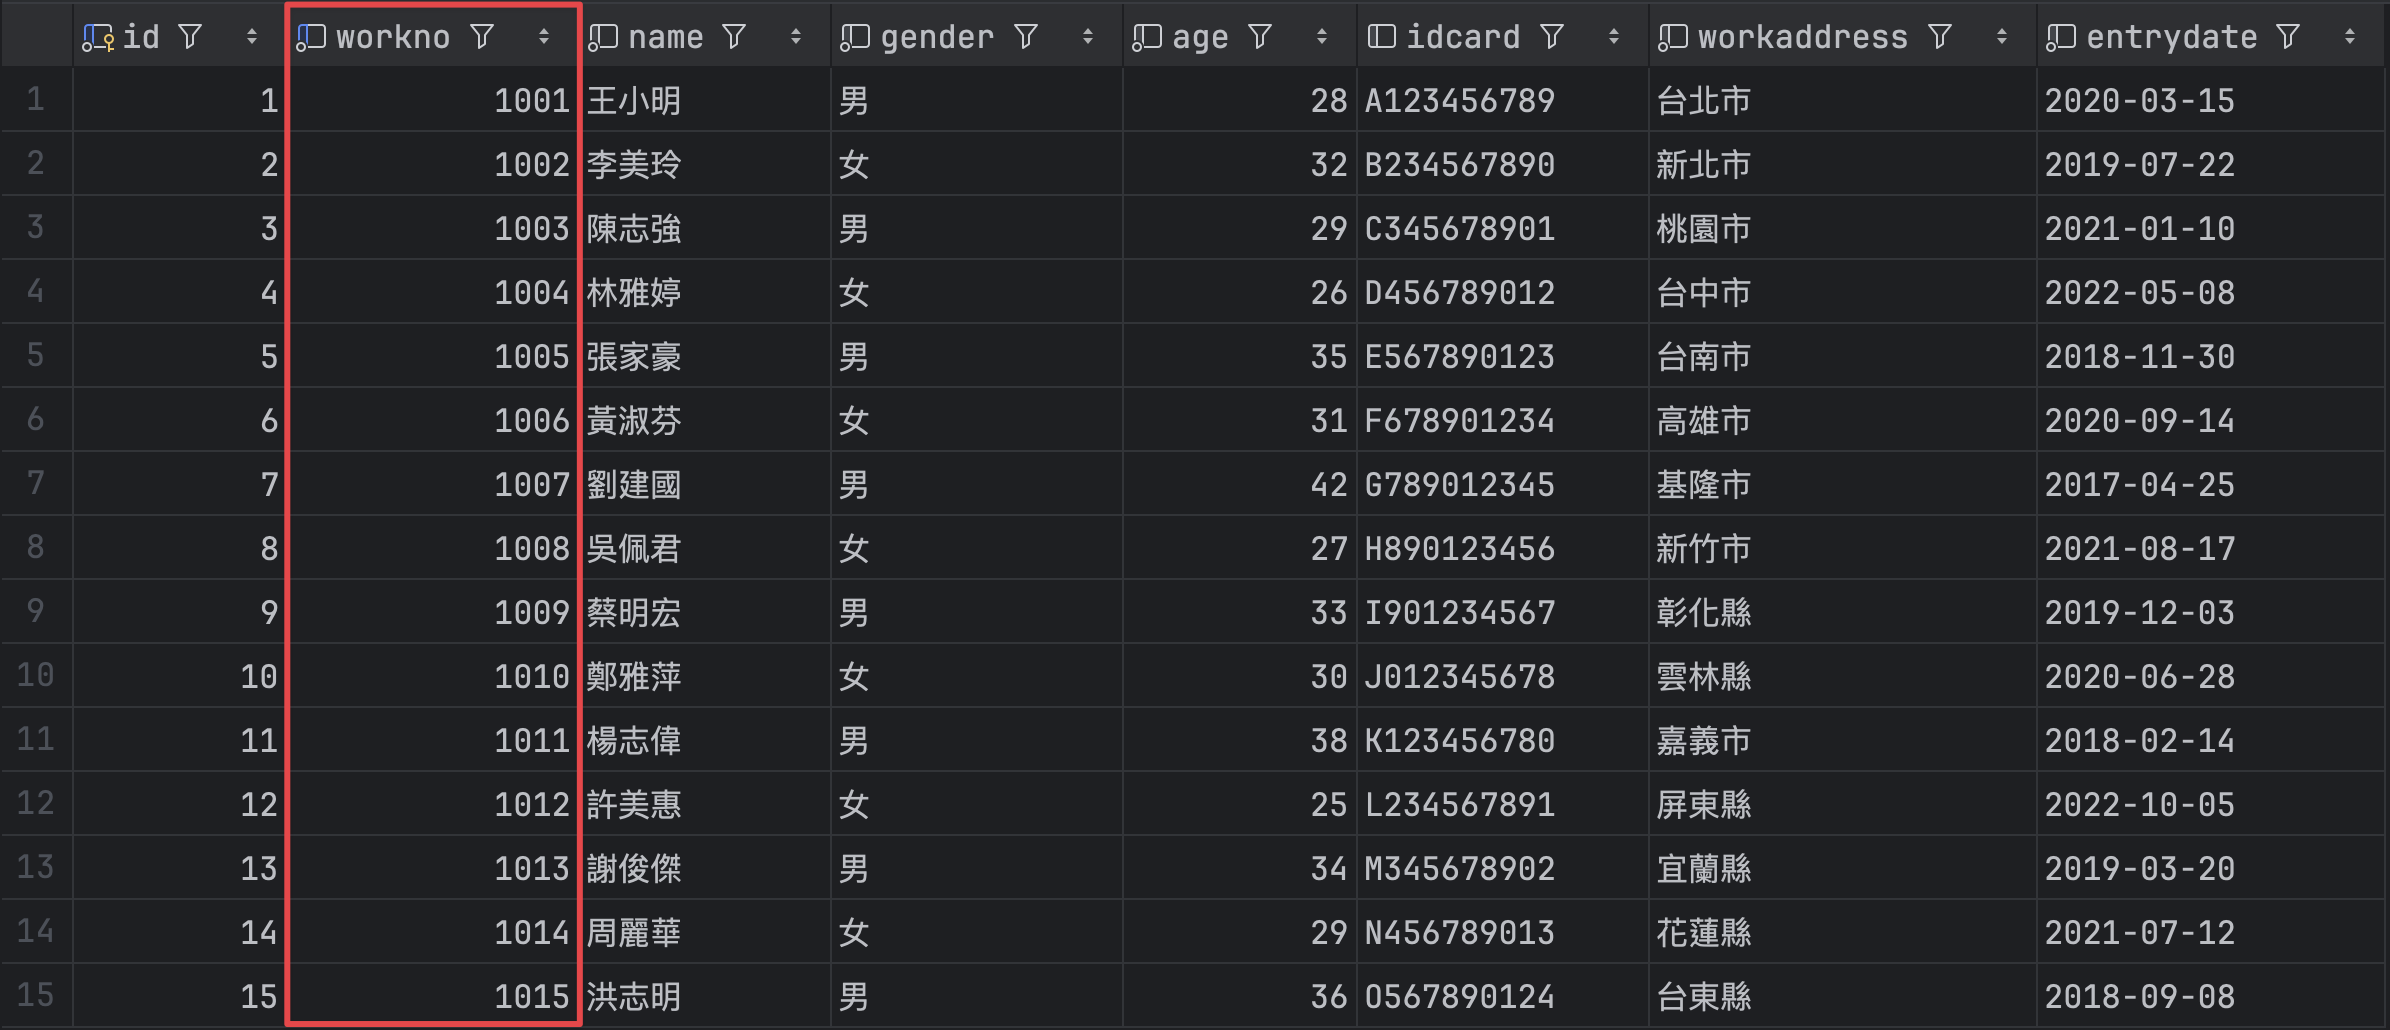 id workno name gender age idcard workaddress entrydate
1 1 1001 王小明 男 28 A123456789 台北市 2020-03-15
2 2 1002 李美玲 女 32 B234567890 新北市 2019-07-22
3 3 1003 陳志強 男 29 C345678901 桃園市 2021-01-10
4 4 1004 林雅婷 女 26 D456789012 台中市 2022-05-08
5 5 1005 張家豪 男 35 E567890123 台南市 2018-11-30
6 6 1006 黃淑芬 女 31 F678901234 高雄市 2020-09-14
7 7 1007 劉建國 男 42 G789012345 基隆市 2017-04-25
8 8 1008 吳佩君 女 27 H890123456 新竹市 2021-08-17
9 9 1009 蔡明宏 男 33 I901234567 彰化縣 2019-12-03
10 10 1010 鄭雅萍 女 30 J012345678 雲林縣 2020-06-28
11 11 1011 楊志偉 男 38 K123456780 嘉義市 2018-02-14
12 12 1012 許美惠 女 25 L234567891 屏東縣 2022-10-05
13 13 1013 謝俊傑 男 34 M345678902 宜蘭縣 2019-03-20
14 14 1014 周麗華 女 29 N456789013 花蓮縣 2021-07-12
15 15 1015 洪志明 男 36 O567890124 台東縣 2018-09-08